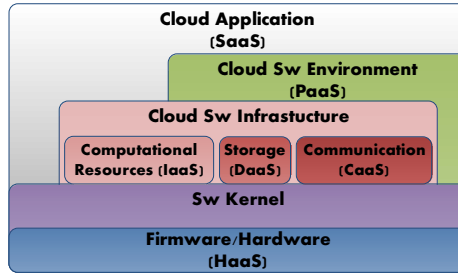 Cloud Application
(SaaS)
Cloud Sw Environment
(PaaS)
Cloud Sw Infrastucture
Computational
Resources (IaaS)
Storage
(DaaS)
Communication
(CaaS)
Sw Kernel
Firmware/Hardware
(HaaS)